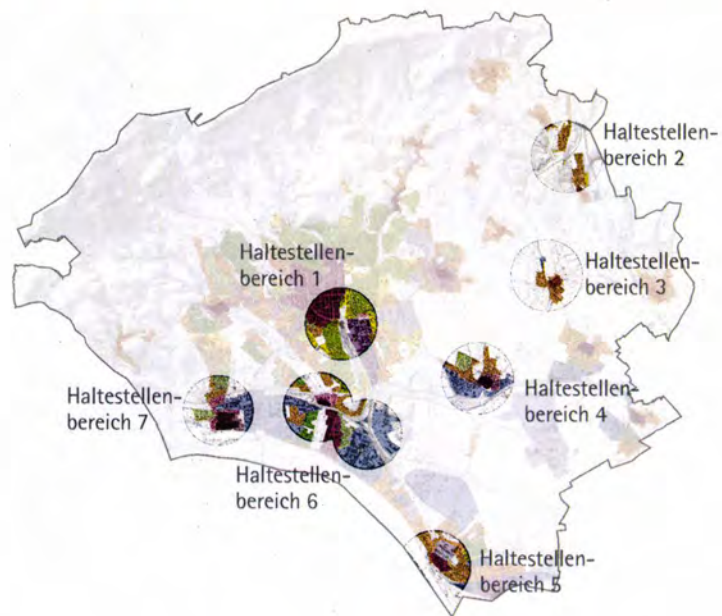 Haltestellen-
bereich 2
Haltestellen-
bereich 1
Haltestellen-
bereich 3
Haltestellen-
bereich 7
Haltestellen-
bereich 4
Haltestellen-
bereich 6
Haltestellen-
bereich 5